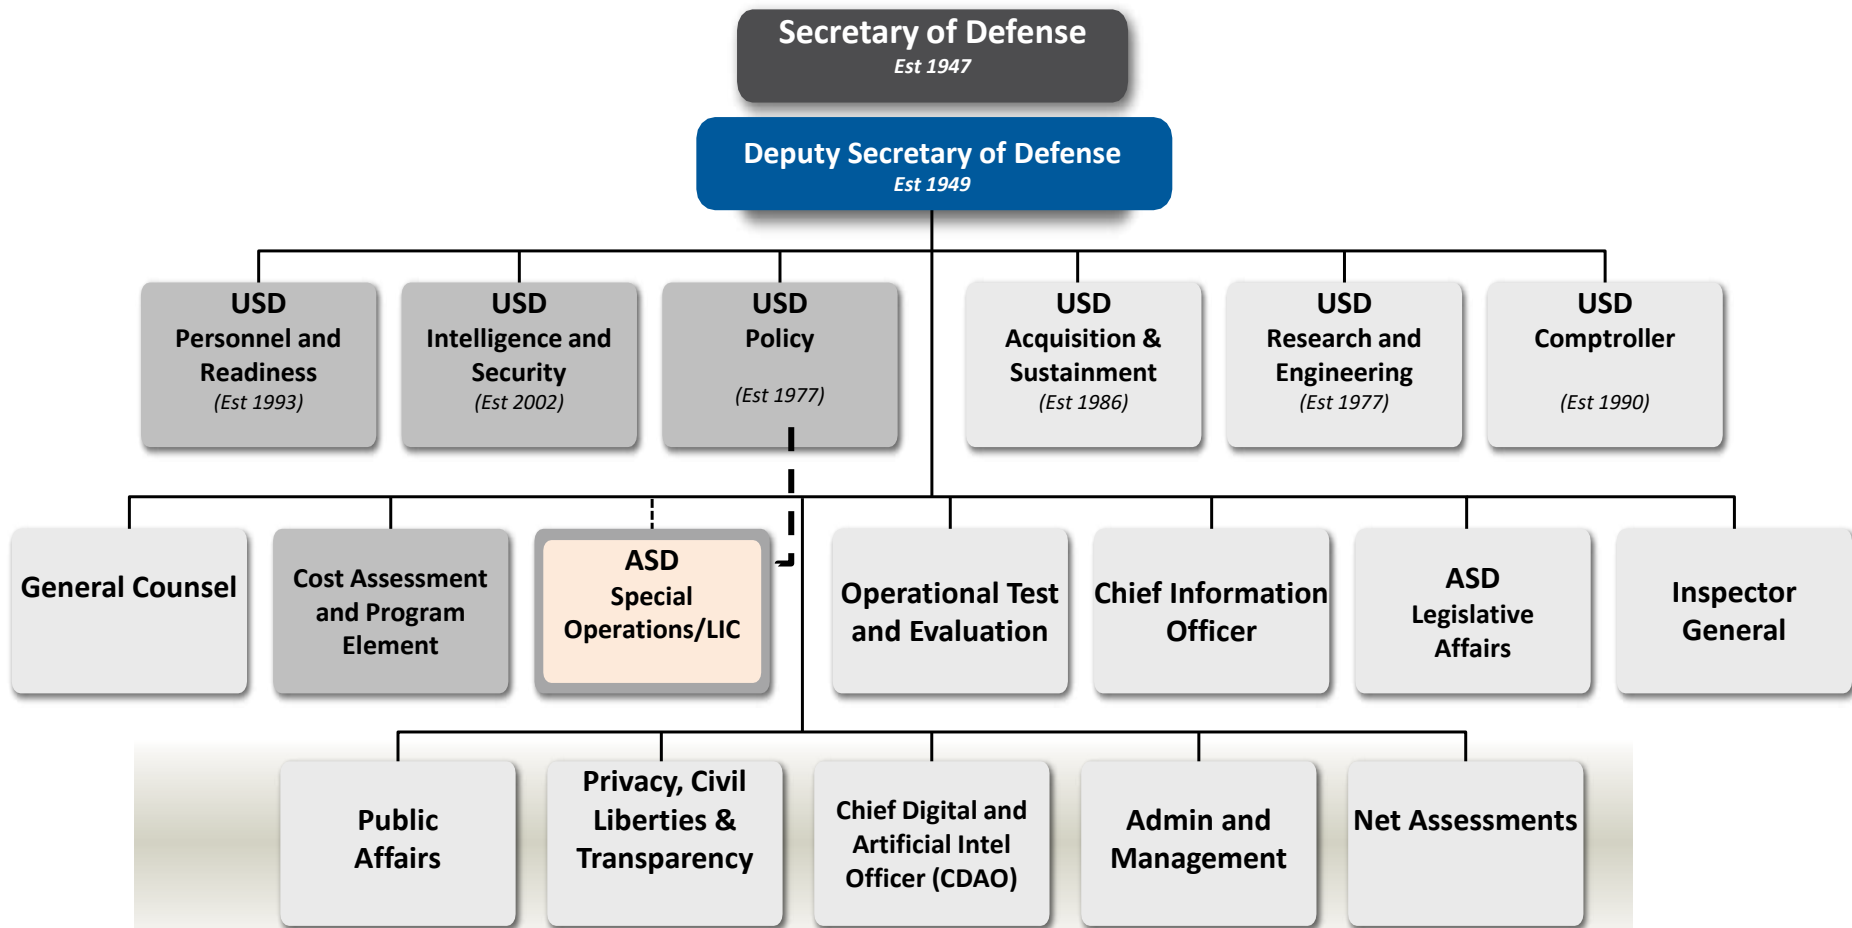 Secretary of Defense
Est 1947
Deputy Secretary of Defense
Est 1949
USD
Personnel and
Readiness
(Est 1993)
USD
Intelligence and
Security
(Est 2002)
USD
Policy
(Est 1977)
USD
Acquisition &
Sustainment
(Est 1986)
USD
Research and
Engineering
(Est 1977)
USD
Comptroller
(Est 1990)
General Counsel
Cost Assessment
and Program
Element
ASD
Special
Operations/LIC
Operational Test
and Evaluation
Chief Information
Officer
ASD
Legislative
Affairs
Inspector
General
Public
Affairs
Privacy, Civil
Liberties &
Transparency
Chief Digital and
Artificial Intel
Officer (CDAO)
Admin and
Management
Net Assessments